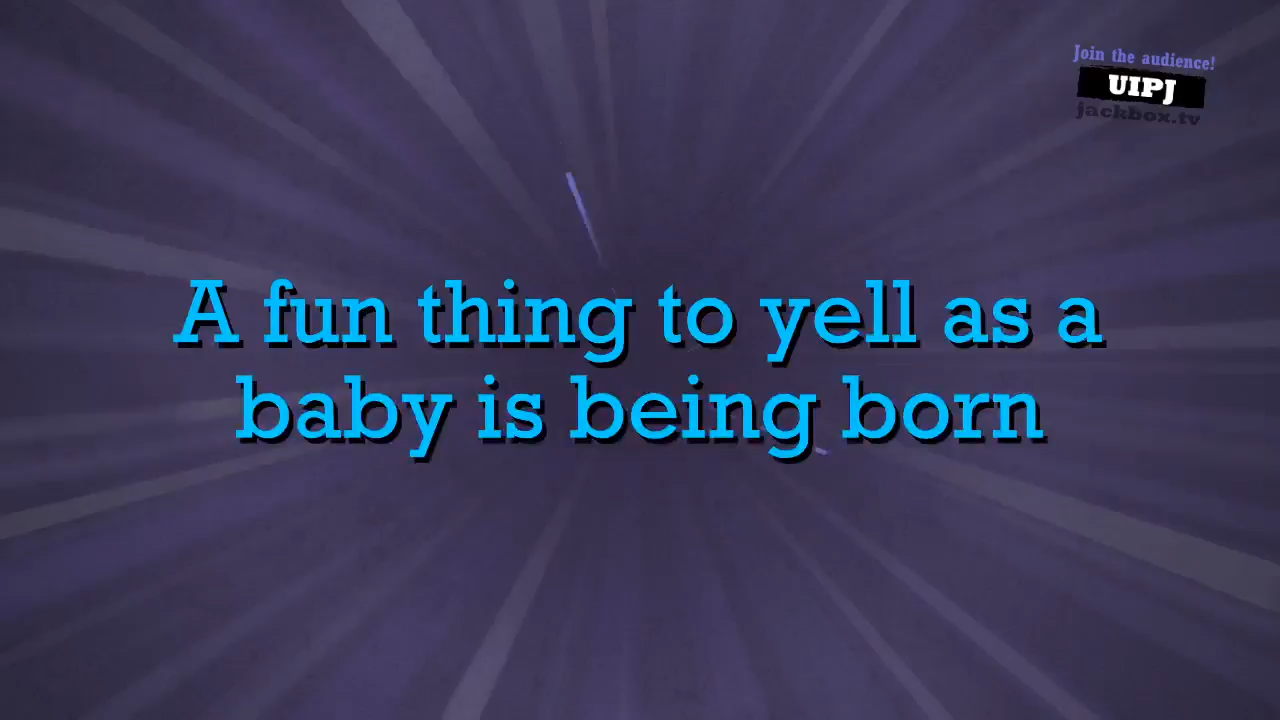 Join the audience!
UIPJ
jackbox.tv
A fun thing to yell as a
baby is being born